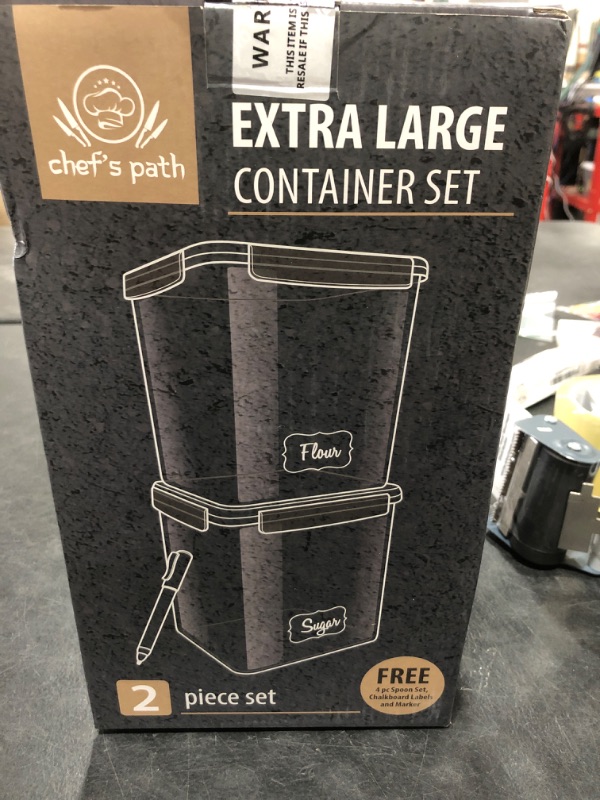 WAR
THIS ITEM IS
RESALE IF THIS
chef's path
EXTRA LARGE
CONTAINER SET
Flour
Sugar
2 piece set
FREE
4 pc Spoon Set,
Chalkboard Labels
and Marker